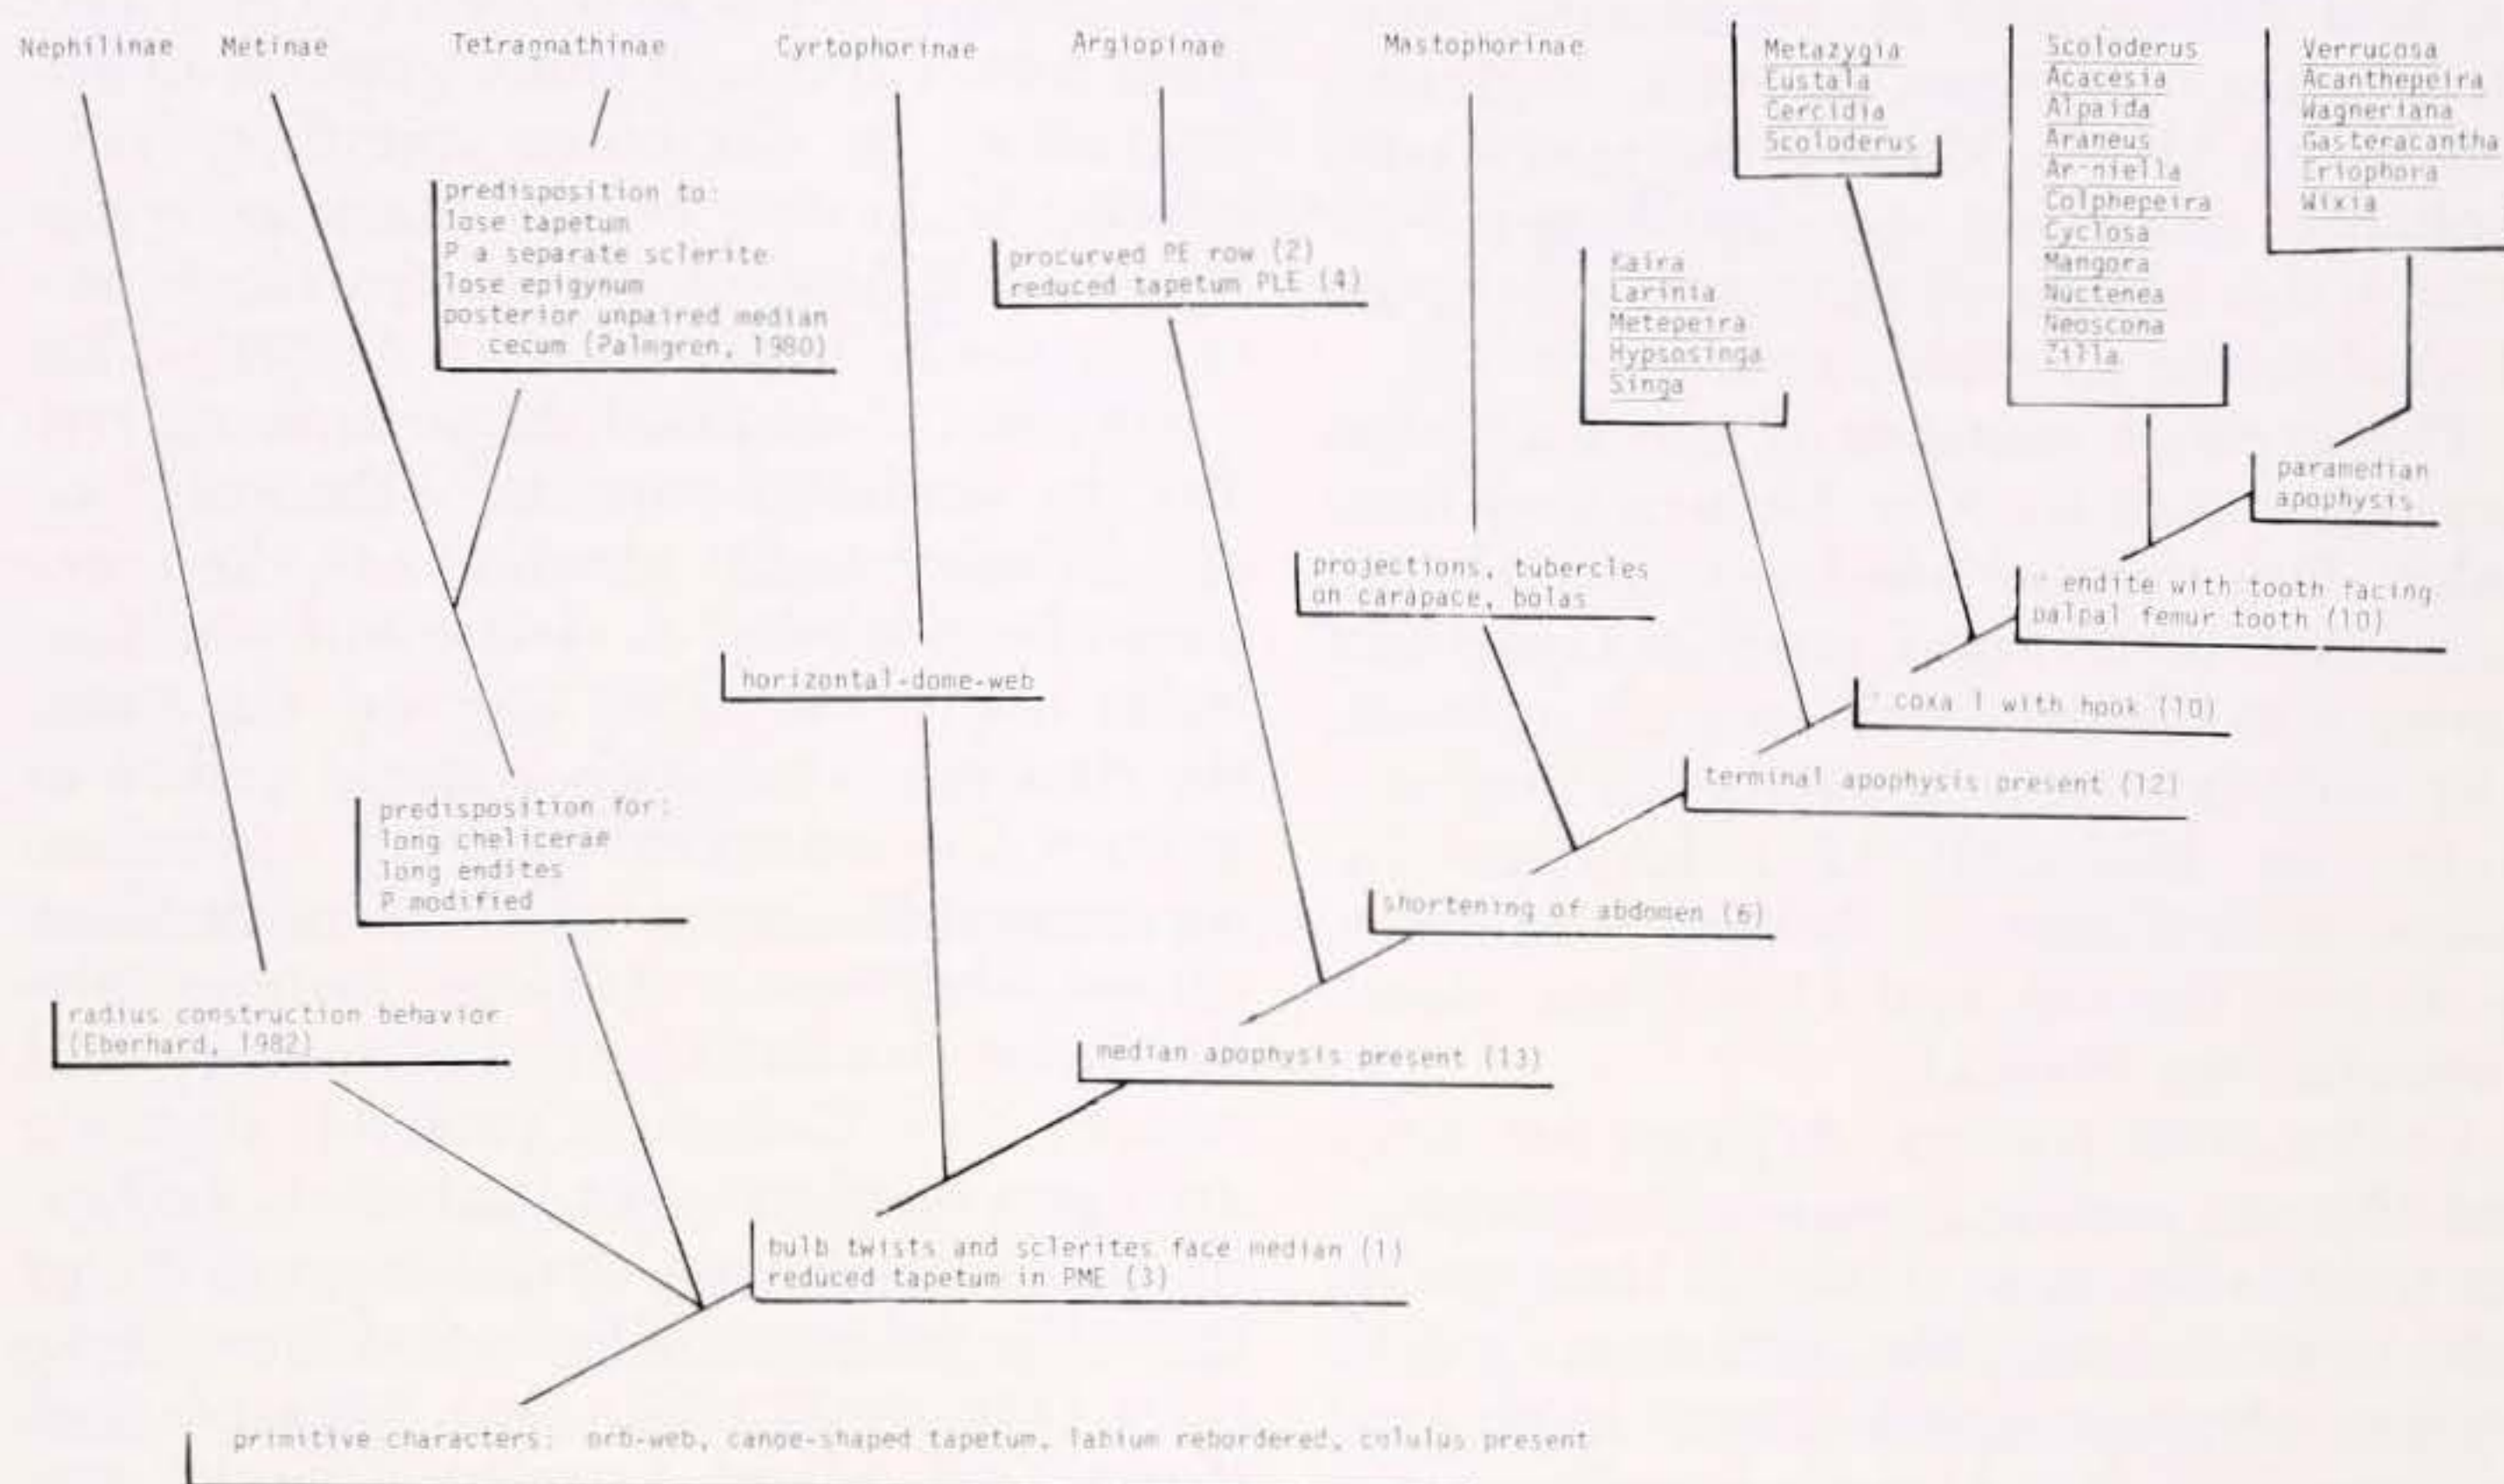 Nephilinae Metinae Tetragnathinae Cyrtophorinae Argiopinae Mastophorinae
Metazygia
Eustala
Cercidia
Scoloderus
Scoloderus
Acacesia
Alpaida
Araneus
Ar niella
Colphepeira
Cyclosa
Mangora
Nuctenea
Neoscona
Zilla
Verrucosa
Acanthepeira
Wagneriana
Gasteracantha
Eriophora
Wixia
predisposition to:
lose tapetum
P a separate sclerite
lose epigynum
posterior unpaired median
cecum (Palmgren, 1980)
procurved PE row (2)
reduced tapetum PLE (4)
Kaira
Larinia
Metepeira
Hypsosinga
Singa
paramedian
apophysis
projections, tubercles
on carapace, bolas
endite with tooth facing
palpal femur tooth (10)
horizontal-dome-web
coxa I with hook (10)
terminal apophysis present (12)
predisposition for:
long chelicerae
long endites
P modified
shortening of abdomen (6)
radius construction behavior
(Eberhard, 1982)
median apophysis present (13)
bulb twists and sclerites face median (1)
reduced tapetum in PME (3)
primitive characters: orb-web, canoe-shaped tapetum, labium rebordered, colulus present